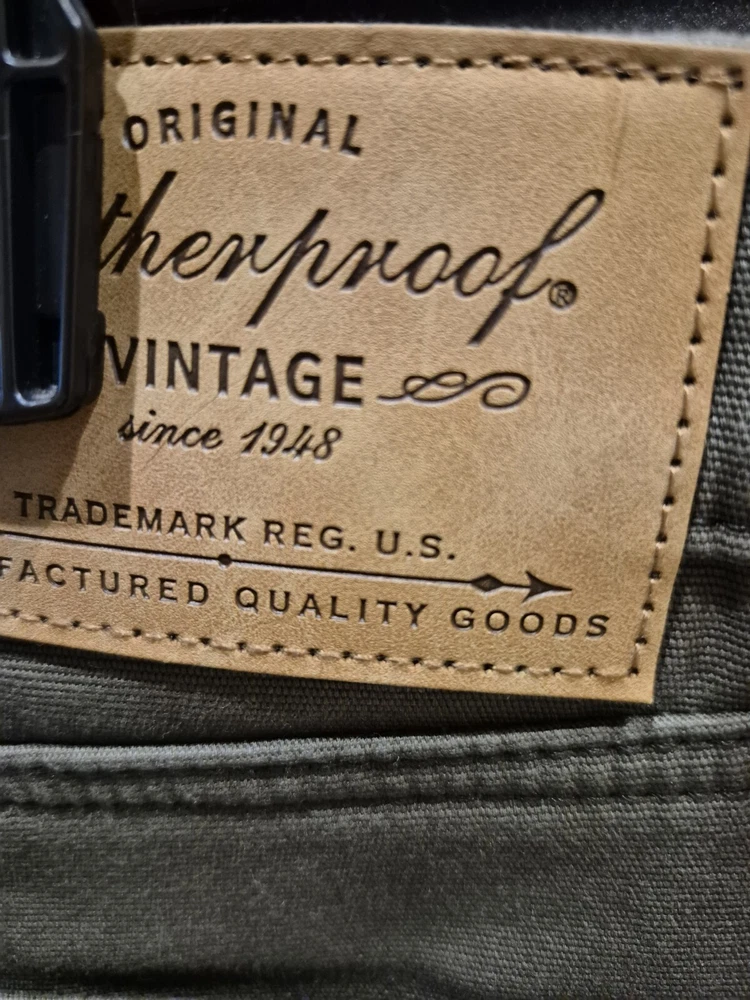 ORIGINAL
therproof®
VINTAGE
since 1948
TRADEMARK REG. U.S.
FACTURED QUALITY GOODS